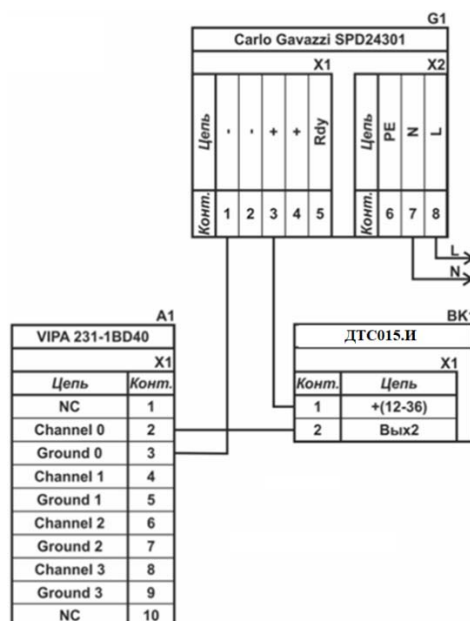 G1
Carlo Gavazzi SPD24301
X1
X2
Цепь - - + + Rdy
Цепь PE N L
Конт. 1 2 3 4 5
Конт. 6 7 8
L
N
A1
VIPA 231-1BD40
X1
Цепь Конт.
NC 1
Channel 0 2
Ground 0 3
Channel 1 4
Ground 1 5
Channel 2 6
Ground 2 7
Channel 3 8
Ground 3 9
NC 10
BK1
ДТС015.И
X1
Конт. Цепь
1 +(12-36)
2 Вых2